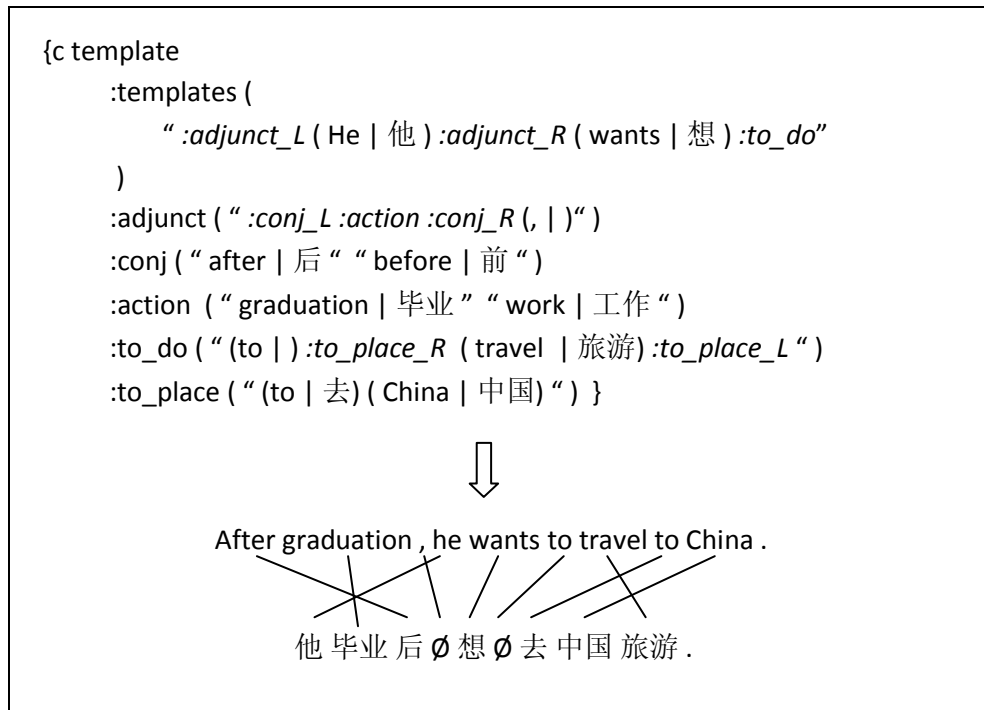 {c template
:templates (
“ :adjunct_L ( He | 他 ) :adjunct_R ( wants | 想 ) :to_do”
)
:adjunct ( “ :conj_L :action :conj_R (, | )“ )
:conj ( “ after | 后 “ “ before | 前 “ )
:action ( “ graduation | 毕业 ” “ work | 工作 “ )
:to_do ( “ (to | ) :to_place_R ( travel | 旅游) :to_place_L “ )
:to_place ( “ (to | 去) ( China | 中国) “ ) }
After graduation , he wants to travel to China .
他 毕业 后 Ø 想 Ø 去 中国 旅游 .